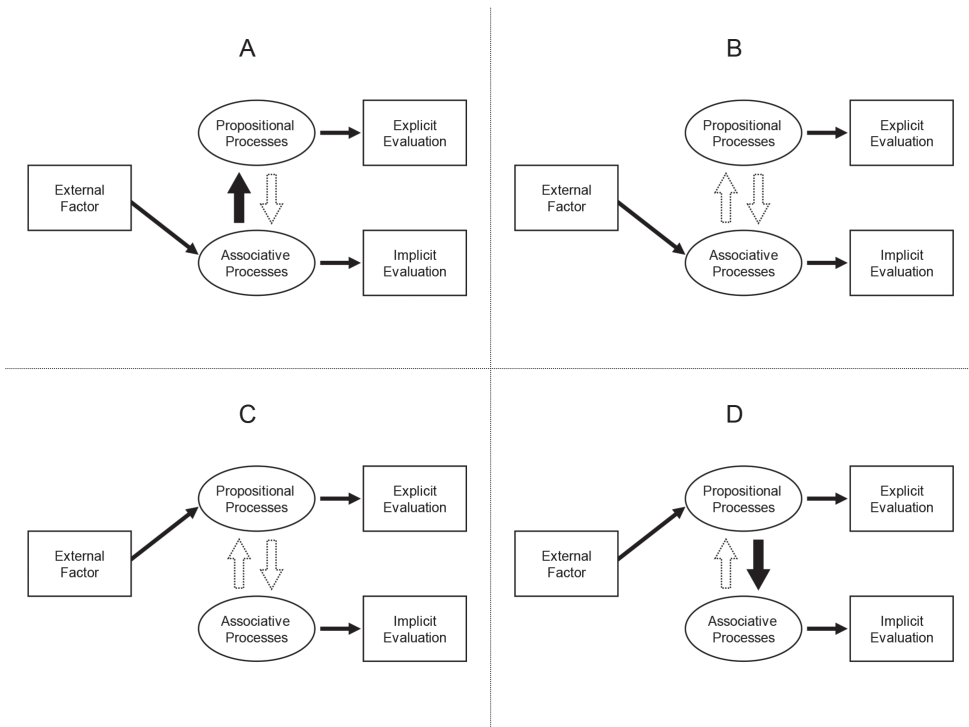 A
Propositional
Processes
Explicit
Evaluation
External
Factor
Associative
Processes
Implicit
Evaluation
B
Propositional
Processes
Explicit
Evaluation
External
Factor
Associative
Processes
Implicit
Evaluation
C
Propositional
Processes
Explicit
Evaluation
External
Factor
Associative
Processes
Implicit
Evaluation
D
Propositional
Processes
Explicit
Evaluation
External
Factor
Associative
Processes
Implicit
Evaluation